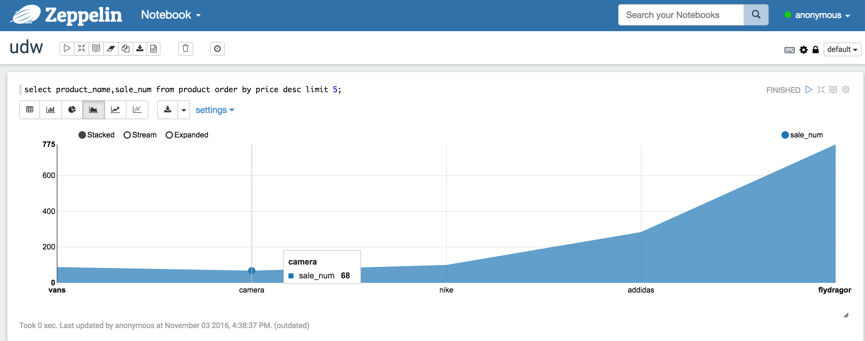 Zeppelin Notebook Search your Notebooks anonymous
udw default
select product_name,sale_num from product order by price desc limit 5; FINISHED
settings
Stacked Stream Expanded sale_num
775
600
400
200
0
camera
sale_num 68
vans camera nike addidas flydragor
Took 0 sec. Last updated by anonymous at November 03 2016, 4:38:37 PM. (outdated)